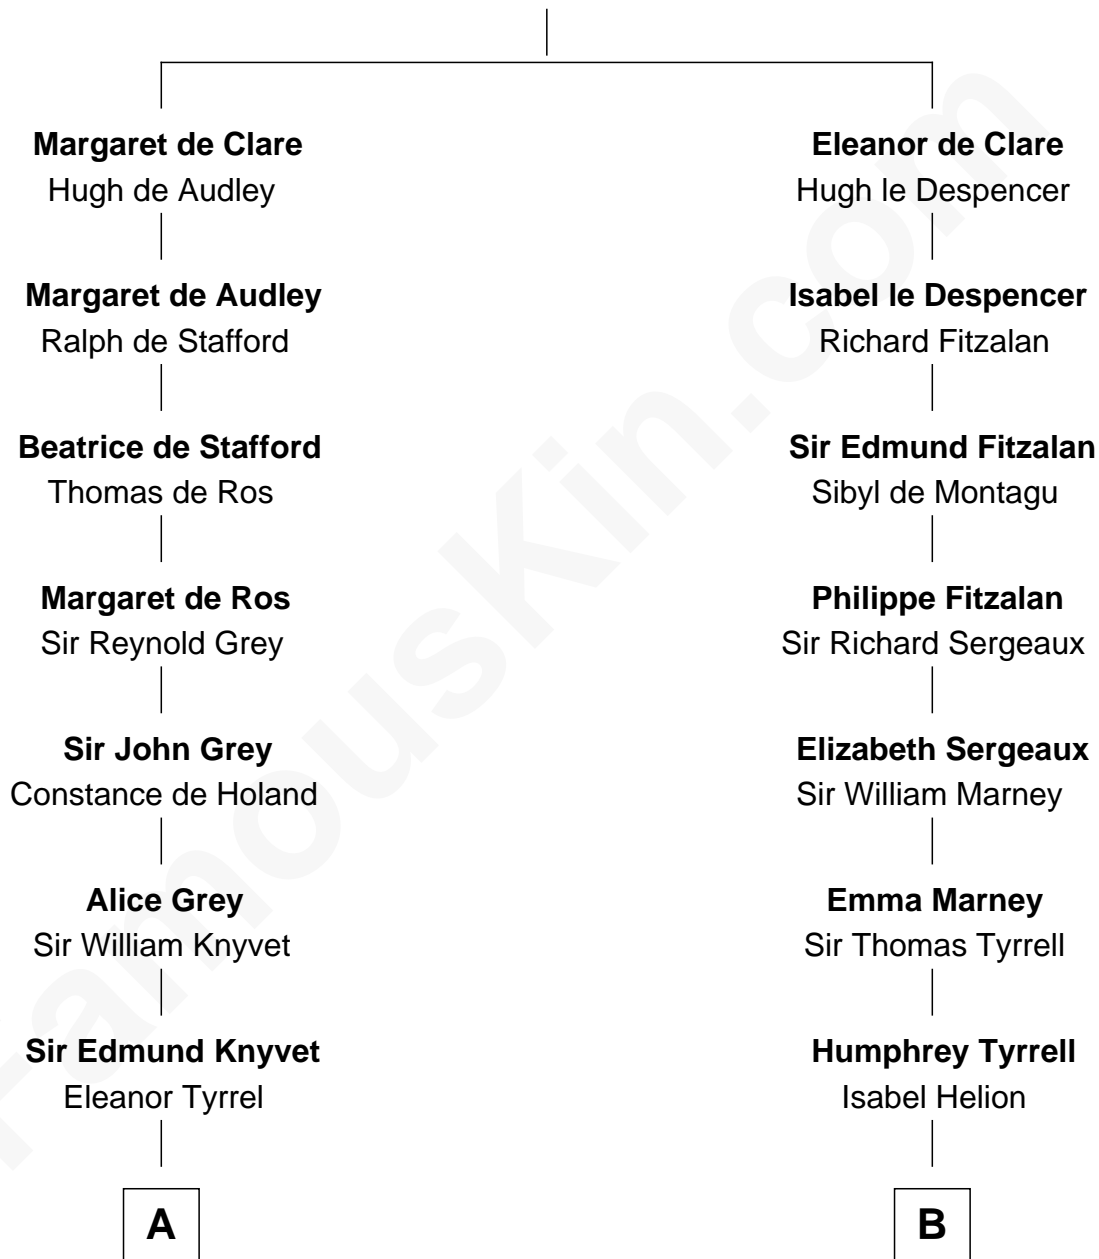 Margaret de Clare
Hugh de Audley
Eleanor de Clare
Hugh le Despencer
Margaret de Audley
Ralph de Stafford
Isabel le Despencer
Richard Fitzalan
Beatrice de Stafford
Thomas de Ros
Sir Edmund Fitzalan
Sibyl de Montagu
Margaret de Ros
Sir Reynold Grey
Philippe Fitzalan
Sir Richard Sergeaux
Sir John Grey
Constance de Holand
Elizabeth Sergeaux
Sir William Marney
Alice Grey
Sir William Knyvet
Emma Marney
Sir Thomas Tyrrell
Sir Edmund Knyvet
Eleanor Tyrrel
Humphrey Tyrrell
Isabel Helion
A
B
FamousKin.com